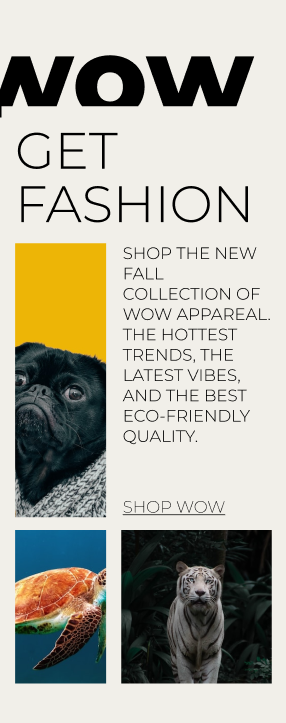 WOW
GET
FASHION
SHOP THE NEW
FALL
COLLECTION OF
WOW APPAREAL.
THE HOTTEST
TRENDS, THE
LATEST VIBES,
AND THE BEST
ECO-FRIENDLY
QUALITY.
SHOP WOW